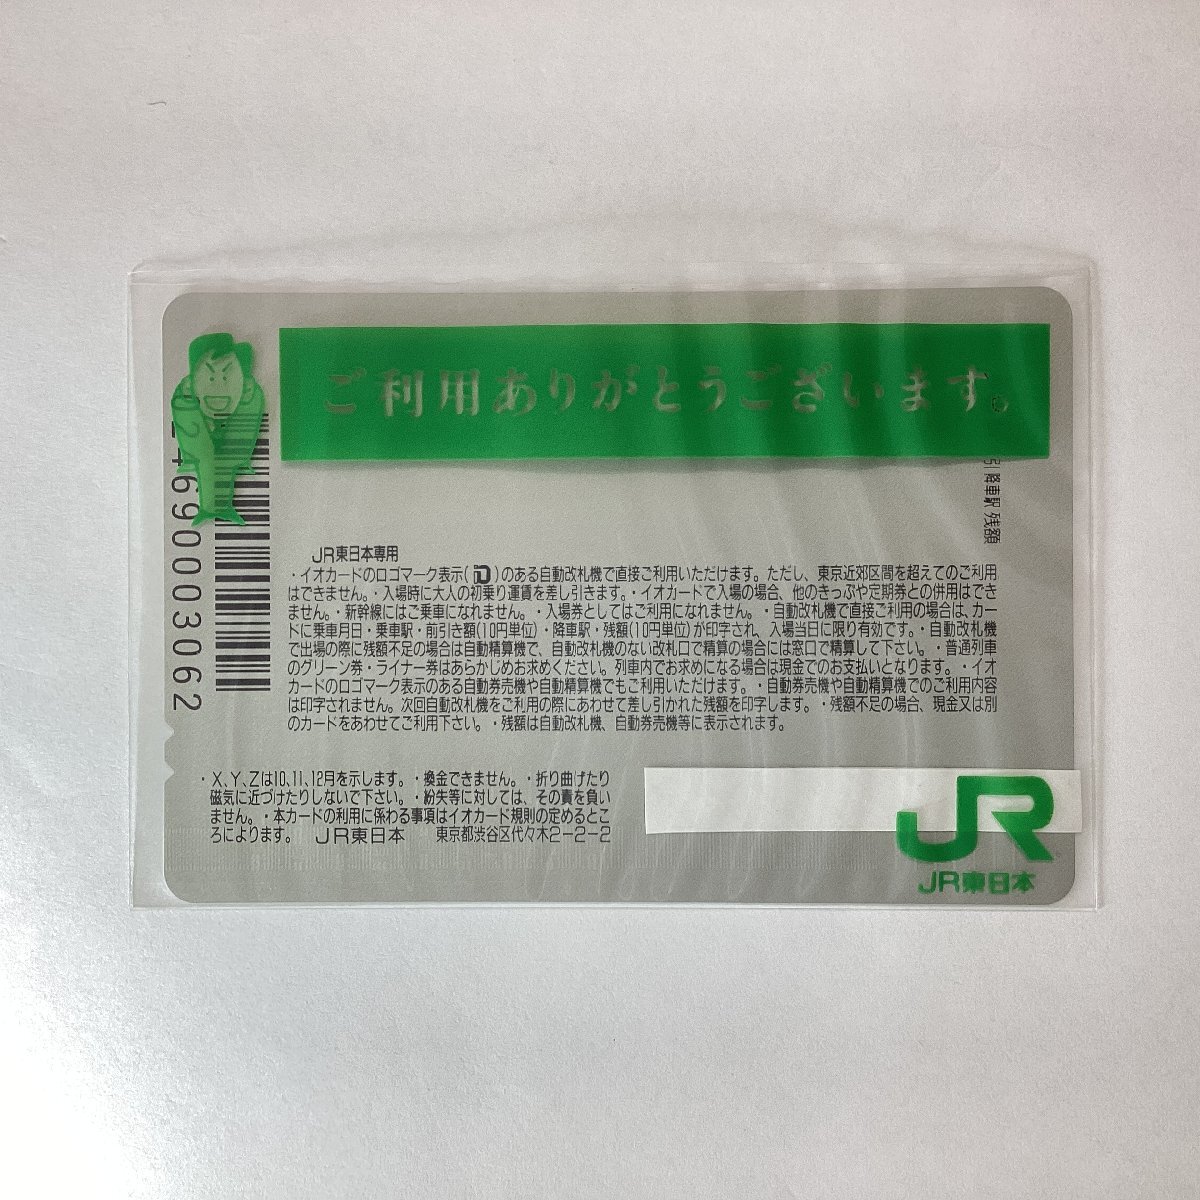 ご利用ありがとうございます。
引 降車駅 残額
24690003062
JR東日本専用
・イオカードのロゴマーク表示( )のある自動改札機で直接ご利用いただけます。ただし、東京近郊区間を超えてのご利用
はできません。・入場時に大人の初乗り運賃を差し引きます。・イオカードで入場の場合、他のきっぷや定期券との併用はでき
ません。・新幹線にはご乗車になれません。・入場券としてはご利用になれません。・自動改札機で直接ご利用の場合は、カー
ドに乗車月日・乗車駅・前引き額(10円単位)・降車駅・残額(10円単位)が印字され、入場当日に限り有効です。・自動改札機
で出場の際に残額不足の場合は自動精算機で、自動改札機のない改札口で精算の場合には窓口で精算して下さい。・普通列車
のグリーン券・ライナー券はあらかじめお求めください。列車内でお求めになる場合は現金でのお支払いとなります。・イオ
カードのロゴマーク表示のある自動券売機や自動精算機でもご利用いただけます。・自動券売機や自動精算機でのご利用内容
は印字されません。次回自動改札機をご利用の際にあわせて差し引かれた残額を印字します。・残額不足の場合、現金又は別
のカードをあわせてご利用下さい。・残額は自動改札機、自動券売機等に表示されます。
・X、Y、Zは10、11、12月を示します。・換金できません。・折り曲げたり
磁気に近づけたりしないで下さい。・紛失等に対しては、その責を負い
ません。・本カードの利用に係わる事項はイオカード規則の定めるとこ
ろによります。 JR東日本 東京都渋谷区代々木2-2-2
JR
JR東日本